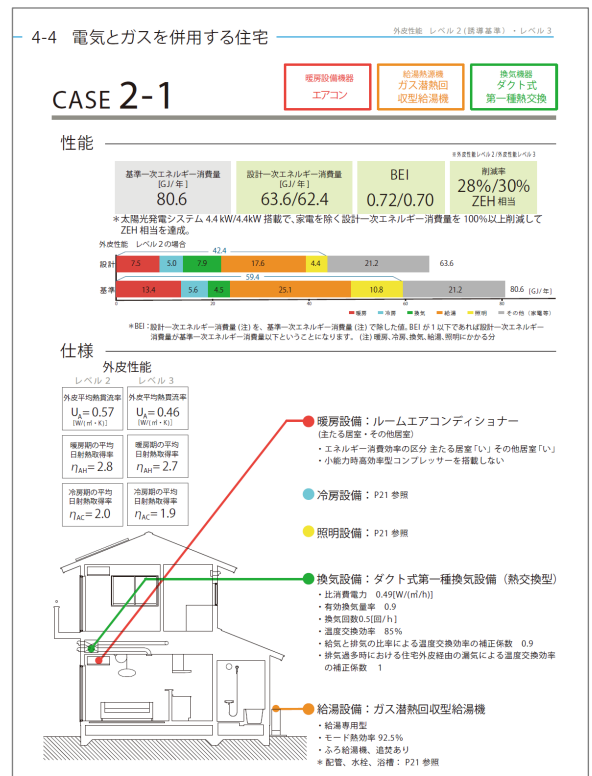 4-4 電気とガスを併用する住宅
外皮性能 レベル2(誘導基準)・レベル3
CASE 2-1
暖房設備機器
エアコン
給湯熱源機
ガス潜熱回
収型給湯機
換気機器
ダクト式
第一種熱交換
性能
※外皮性能レベル2/外皮性能レベル3
基準一次エネルギー消費量
[GJ/年]
80.6
設計一次エネルギー消費量
[GJ/年]
63.6/62.4
BEI
0.72/0.70
削減率
28%/30%
ZEH 相当
*太陽光発電システム 4.4 kW/4.4kW 搭載で、家電を除く設計一次エネルギー消費量を 100%以上削減して
ZEH 相当を達成。
外皮性能 レベル2の場合
42.4
設計 7.5 5.0 7.9 17.6 4.4 21.2 63.6
59.4
基準 13.4 5.6 4.5 25.1 10.8 21.2 80.6 [GJ/年]
0 20 40 60 80
暖房 冷房 換気 給湯 照明 その他(家電等)
*BEI:設計一次エネルギー消費量(注)を、基準一次エネルギー消費量(注)で除した値。BEI が1以下であれば設計一次エネルギー
消費量が基準一次エネルギー消費量以下ということになります。(注)暖房、冷房、換気、給湯、照明にかかる分
仕様
外皮性能
レベル2 レベル3
外皮平均熱貫流率
UA=0.57
[W/(㎡・K)]
外皮平均熱貫流率
UA=0.46
[W/(㎡・K)]
暖房期の平均
日射熱取得率
ηAH=2.8
暖房期の平均
日射熱取得率
ηAH=2.7
冷房期の平均
日射熱取得率
ηAC=2.0
冷房期の平均
日射熱取得率
ηAC=1.9
暖房設備:ルームエアコンディショナー
(主たる居室・その他居室)
・エネルギー消費効率の区分 主たる居室「い」その他居室「い」
・小能力時高効率型コンプレッサーを搭載しない
冷房設備:P21 参照
照明設備:P21 参照
換気設備:ダクト式第一種換気設備(熱交換型)
・比消費電力 0.49[W/(㎥/h)]
・有効換気量率 0.9
・換気回数0.5[回/h]
・温度交換効率 85%
・給気と排気の比率による温度交換効率の補正係数 0.9
・排気過多時における住宅外皮経由の漏気による温度交換効率
の補正係数 1
給湯設備:ガス潜熱回収型給湯機
・給湯専用型
・モード熱効率 92.5%
・ふろ給湯機、追焚あり
*配管、水栓、浴槽:P21 参照